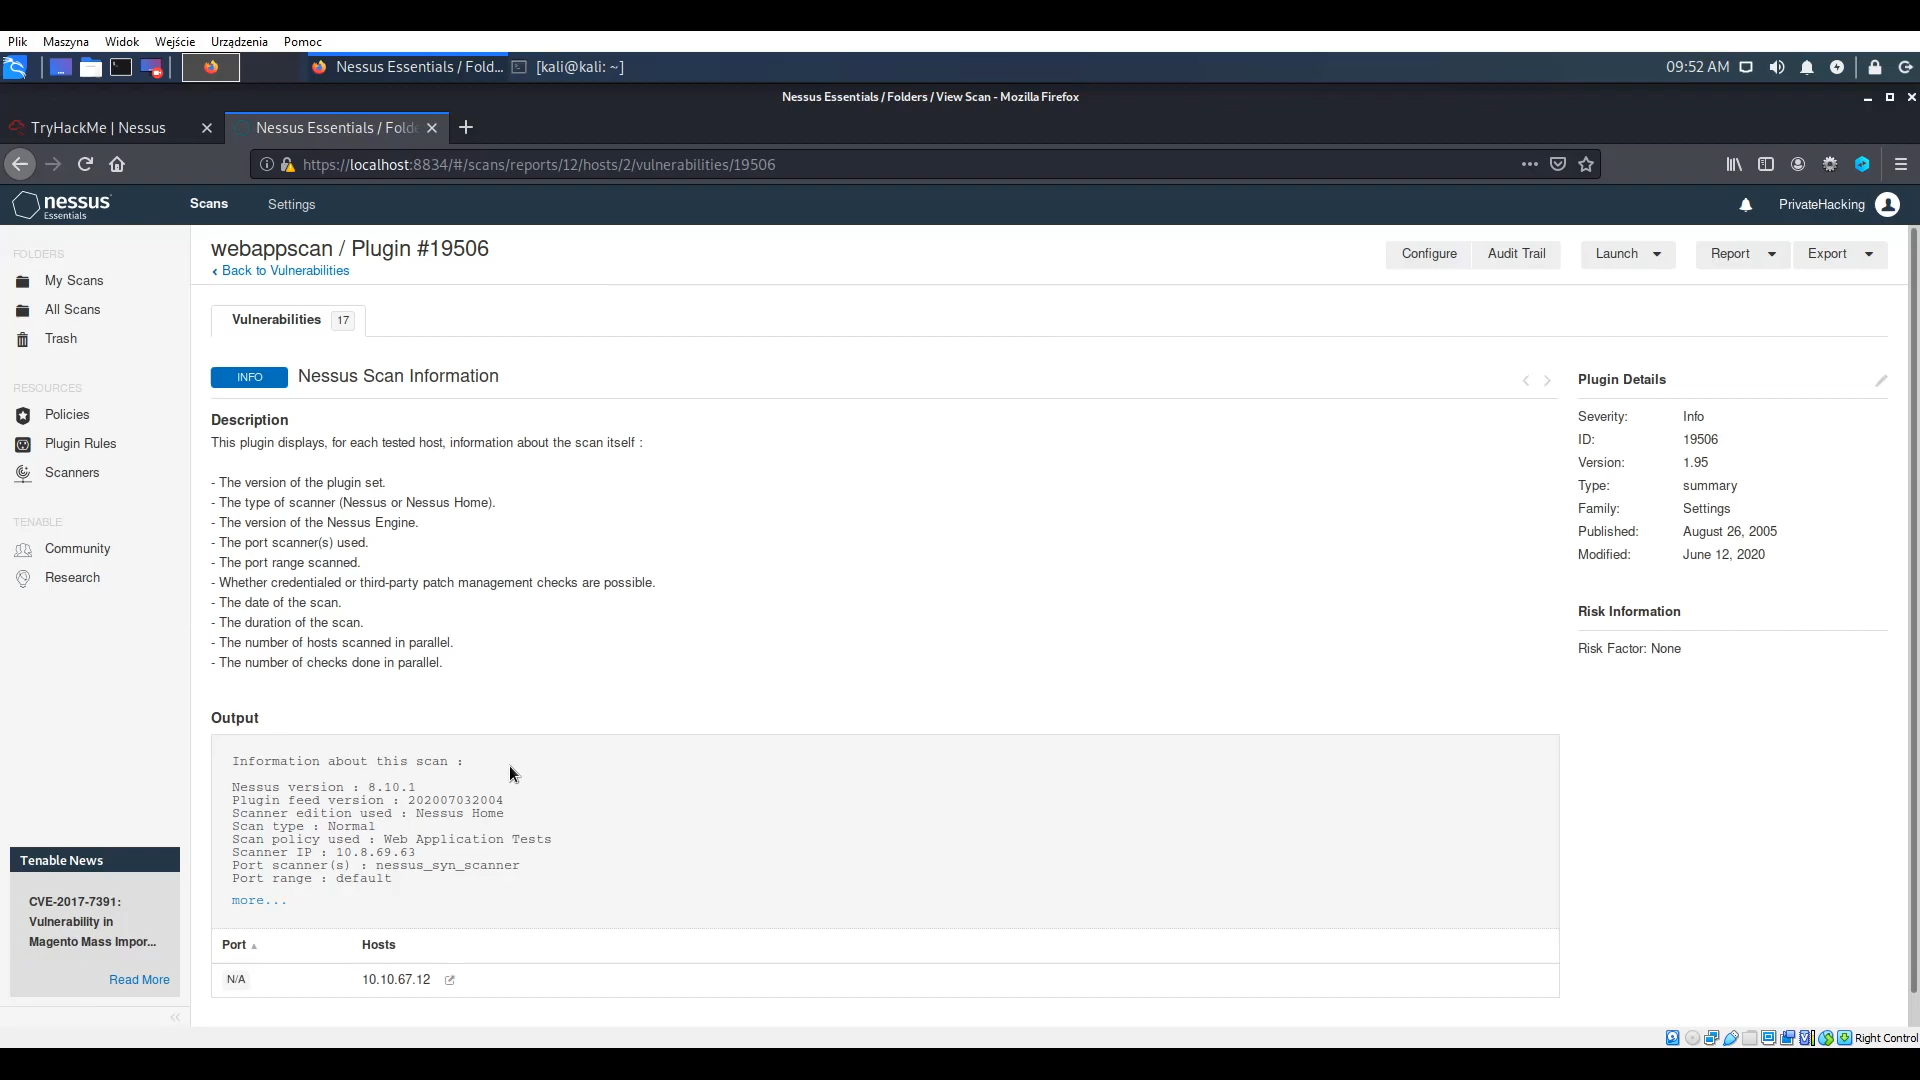 Plik Maszyna Widok Wejście Urządzenia Pomoc
Nessus Essentials / Fold... [kali@kali: ~] 09:52 AM
Nessus Essentials / Folders / View Scan - Mozilla Firefox
TryHackMe | Nessus Nessus Essentials / Folde
https://localhost:8834/#/scans/reports/12/hosts/2/vulnerabilities/19506
nessus Essentials Scans Settings PrivateHacking
FOLDERS
My Scans
All Scans
Trash
RESOURCES
Policies
Plugin Rules
Scanners
TENABLE
Community
Research
Tenable News
CVE-2017-7391:
Vulnerability in
Magento Mass Impor...
Read More
webappscan / Plugin #19506
‹ Back to Vulnerabilities
Configure Audit Trail Launch Report Export
Vulnerabilities 17
INFO Nessus Scan Information
Description
This plugin displays, for each tested host, information about the scan itself :
- The version of the plugin set.
- The type of scanner (Nessus or Nessus Home).
- The version of the Nessus Engine.
- The port scanner(s) used.
- The port range scanned.
- Whether credentialed or third-party patch management checks are possible.
- The date of the scan.
- The duration of the scan.
- The number of hosts scanned in parallel.
- The number of checks done in parallel.
Output
Information about this scan :
Nessus version : 8.10.1
Plugin feed version : 202007032004
Scanner edition used : Nessus Home
Scan type : Normal
Scan policy used : Web Application Tests
Scanner IP : 10.8.69.63
Port scanner(s) : nessus_syn_scanner
Port range : default
more...
Port Hosts
N/A 10.10.67.12
Plugin Details
Severity: Info
ID: 19506
Version: 1.95
Type: summary
Family: Settings
Published: August 26, 2005
Modified: June 12, 2020
Risk Information
Risk Factor: None
Right Control